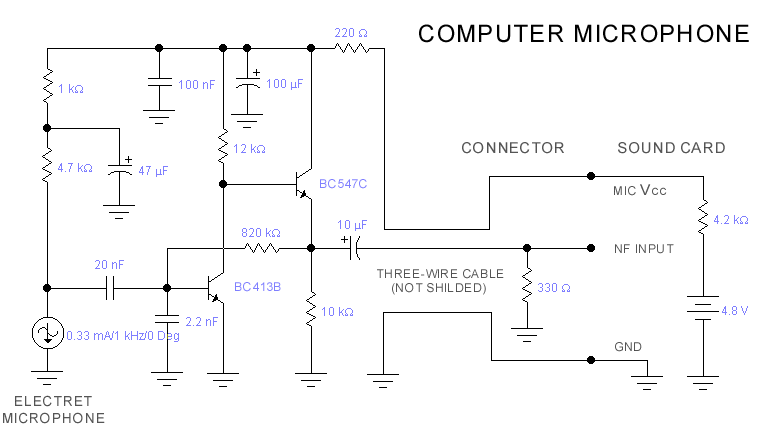 COMPUTER MICROPHONE
220 Ω
1 kΩ
100 nF
100 µF
12 kΩ
CONNECTOR
SOUND CARD
4.7 kΩ
47 µF
BC547C
MIC Vcc
10 µF
4.2 kΩ
820 kΩ
NF INPUT
20 nF
THREE-WIRE CABLE
(NOT SHILDED)
BC413B
330 Ω
10 kΩ
4.8 V
2.2 nF
0.33 mA/1 kHz/0 Deg
GND
ELECTRET
MICROPHONE